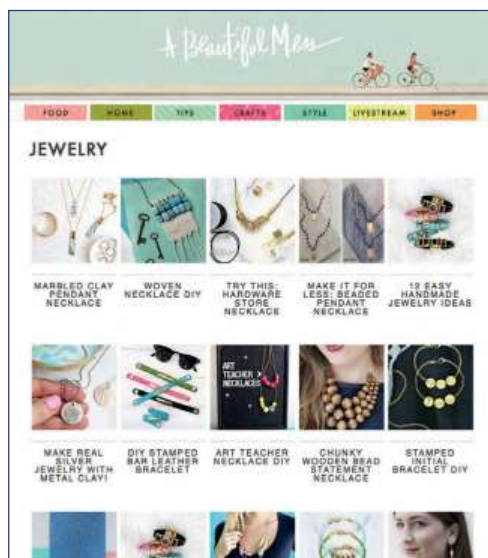 A Beautiful Mess
FOOD HOME TIPS CRAFTS STYLE LIVESTREAM SHOP
JEWELRY
MARBLED CLAY
PENDANT
NECKLACE
WOVEN
NECKLACE DIY
TRY THIS:
HARDWARE
STORE
NECKLACE
MAKE IT FOR
LESS: BEADED
PENDANT
NECKLACE
12 EASY
HANDMADE
JEWELRY IDEAS
ART
TEACHER
NECKLACES
MAKE REAL
SILVER
JEWELRY WITH
METAL CLAY!
DIY STAMPED
BAR LEATHER
BRACELET
ART TEACHER
NECKLACE DIY
CHUNKY
WOODEN BEAD
STATEMENT
NECKLACE
STAMPED
INITIAL
BRACELET DIY